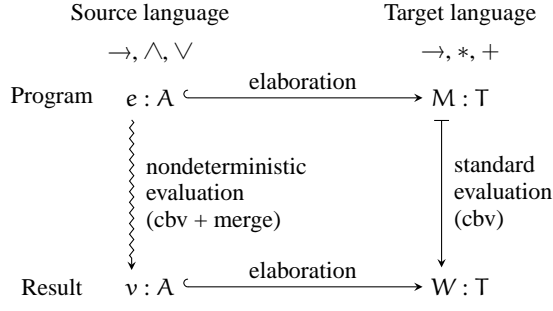 Source language Target language
→, ∧, ∨ →, ∗, +
Program e : A elaboration M : T
nondeterministic standard
evaluation evaluation
(cbv + merge) (cbv)
Result v : A elaboration W : T